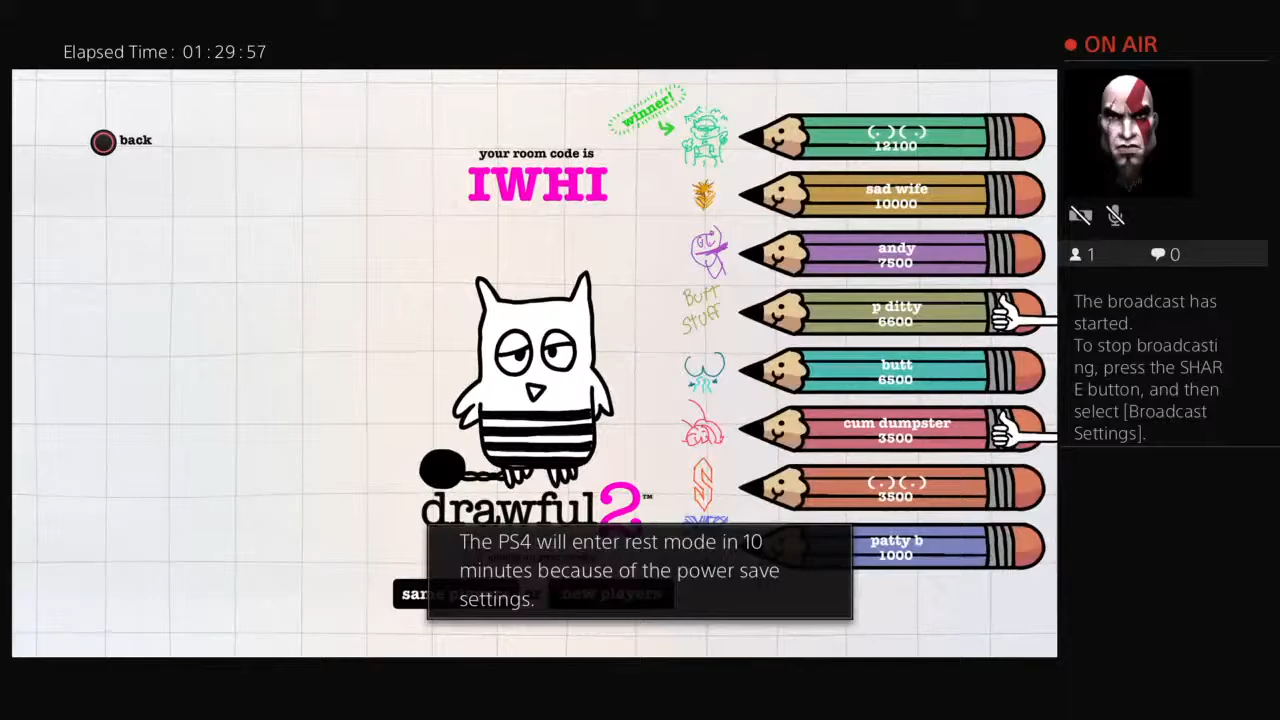 Elapsed Time: 01:29:57
ON AIR
back
your room code is
IWHI
winner!
( . ) ( . )
12100
sad wife
10000
andy
7500
p ditty
6600
Butt
Stuff
butt
6500
cum dumpster
3500
( . ) ( . )
3500
patty b
1000
drawful 2™
The PS4 will enter rest mode in 10
minutes because of the power save
settings.
new players
1
0
The broadcast has
started.
To stop broadcasti
ng, press the SHAR
E button, and then
select [Broadcast
Settings].